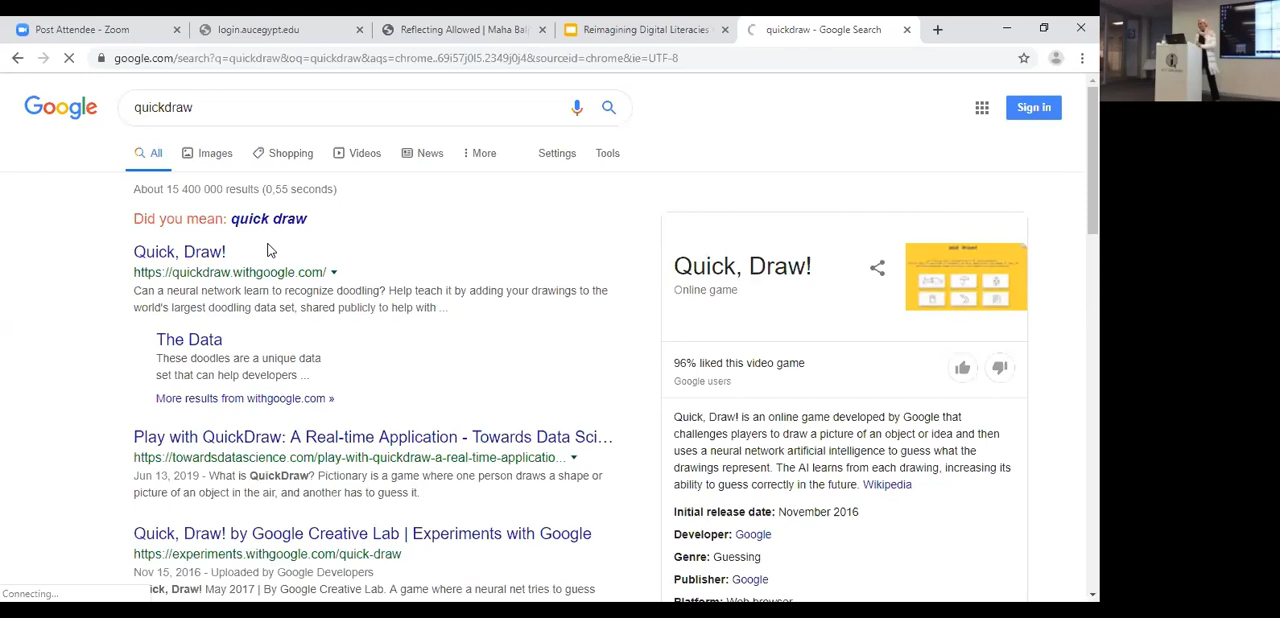 Post Attendee - Zoom
login.aucegypt.edu
Reflecting Allowed | Maha Bal
Reimagining Digital Literacies
quickdraw - Google Search
google.com/search?q=quickdraw&oq=quickdraw&aqs=chrome..69i57j0l5.2349j0j4&sourceid=chrome&ie=UTF-8
Google
quickdraw
Sign in
All Images Shopping Videos News More Settings Tools
About 15 400 000 results (0,55 seconds)
Did you mean: quick draw
Quick, Draw!
https://quickdraw.withgoogle.com/
Can a neural network learn to recognize doodling? Help teach it by adding your drawings to the
world's largest doodling data set, shared publicly to help with ...
The Data
These doodles are a unique data
set that can help developers ...
More results from withgoogle.com »
Play with QuickDraw: A Real-time Application - Towards Data Sci...
https://towardsdatascience.com/play-with-quickdraw-a-real-time-applicatio...
Jun 13, 2019 - What is QuickDraw? Pictionary is a game where one person draws a shape or
picture of an object in the air, and another has to guess it.
Quick, Draw! by Google Creative Lab | Experiments with Google
https://experiments.withgoogle.com/quick-draw
Nov 15, 2016 - Uploaded by Google Developers
ick, Draw! May 2017 | By Google Creative Lab. A game where a neural net tries to guess
Connecting...
Quick, Draw!
Online game
96% liked this video game
Google users
Quick, Draw! is an online game developed by Google that
challenges players to draw a picture of an object or idea and then
uses a neural network artificial intelligence to guess what the
drawings represent. The AI learns from each drawing, increasing its
ability to guess correctly in the future. Wikipedia
Initial release date: November 2016
Developer: Google
Genre: Guessing
Publisher: Google
Platform: Web browser